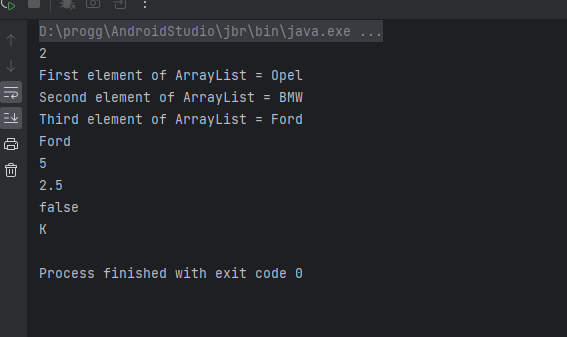 D:\progg\AndroidStudio\jbr\bin\java.exe ...
2
First element of ArrayList = Opel
Second element of ArrayList = BMW
Third element of ArrayList = Ford
Ford
5
2.5
false
K
Process finished with exit code 0